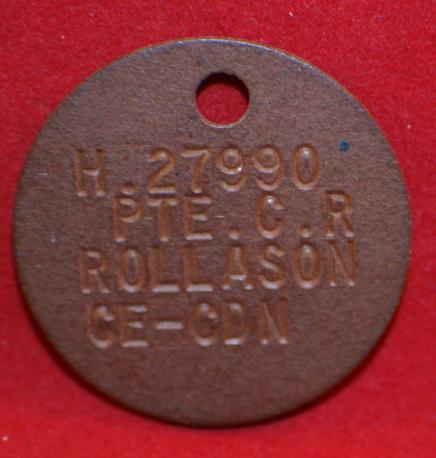 H.27990
PTE.C.R
ROLLASON
CE-CDN